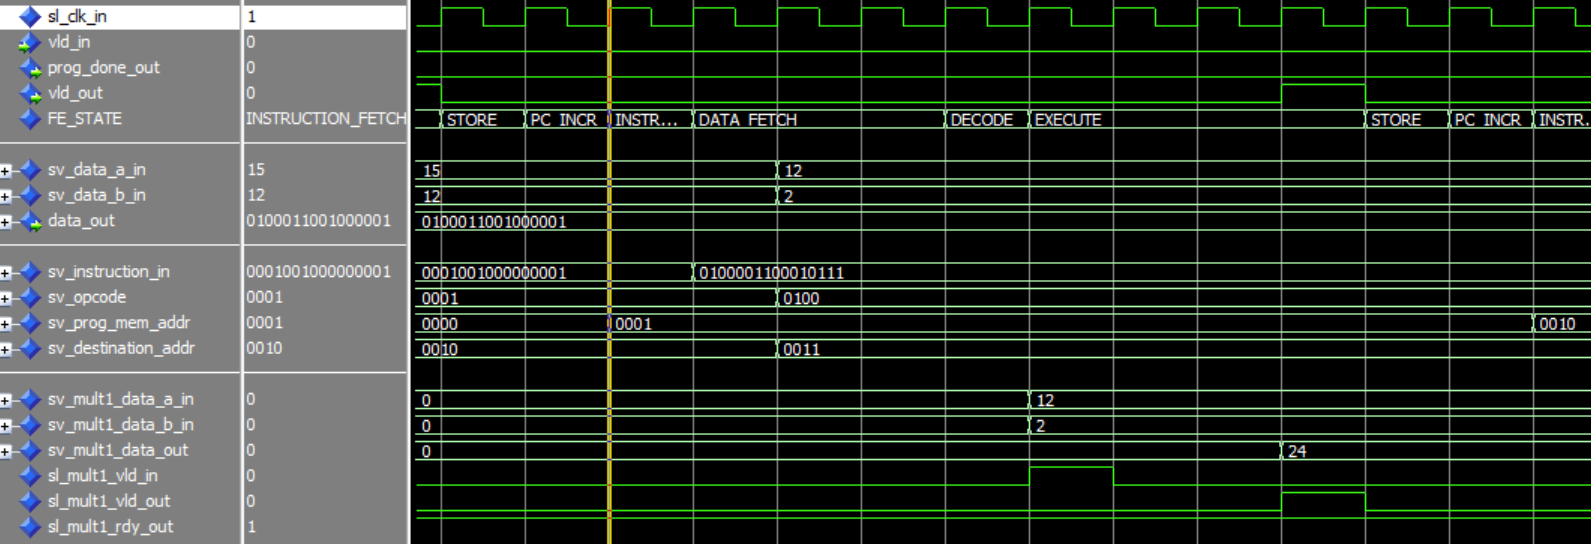 sl_clk_in 1
vld_in 0
prog_done_out 0
vld_out 0
FE_STATE INSTRUCTION_FETCH STORE PC_INCR INSTR... DATA_FETCH DECODE EXECUTE STORE PC_INCR INSTR.
sv_data_a_in 15 15 12
sv_data_b_in 12 12 2
data_out 0100011001000001 0100011001000001
sv_instruction_in 0001001000000001 0001001000000001 0100001100010111
sv_opcode 0001 0001 0100
sv_prog_mem_addr 0001 0000 0001 0010
sv_destination_addr 0010 0010 0011
sv_mult1_data_a_in 0 0 12
sv_mult1_data_b_in 0 0 2
sv_mult1_data_out 0 0 24
sl_mult1_vld_in 0
sl_mult1_vld_out 0
sl_mult1_rdy_out 1